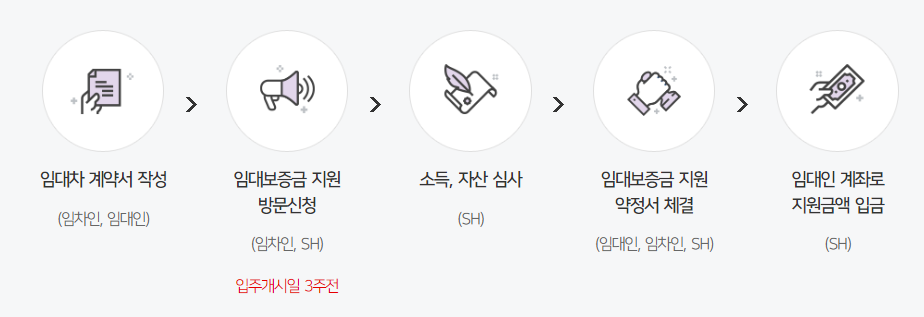 임대차 계약서 작성
(임차인, 임대인)
임대보증금 지원
방문신청
(임차인, SH)
입주개시일 3주전
소득, 자산 심사
(SH)
임대보증금 지원
약정서 체결
(임대인, 임차인, SH)
임대인 계좌로
지원금액 입금
(SH)